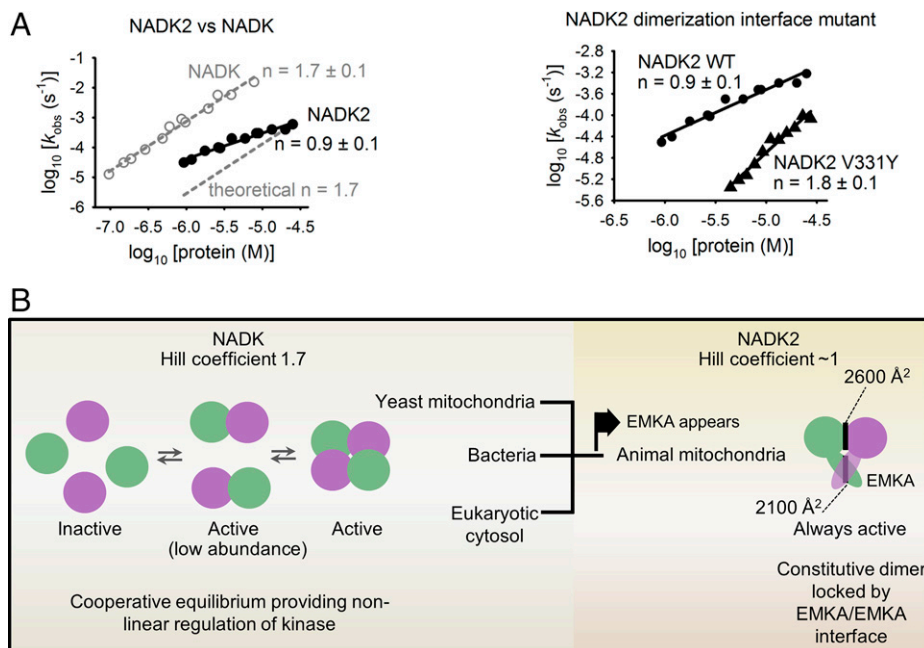 A
NADK2 vs NADK
log₁₀ [k_obs (s⁻¹)]
-1
-2
-3
-4
-5
-6
NADK n = 1.7 ± 0.1
NADK2
n = 0.9 ± 0.1
theoretical n = 1.7
-7.0 -6.5 -6.0 -5.5 -5.0 -4.5
log₁₀ [protein (M)]
NADK2 dimerization interface mutant
log₁₀ [k_obs (s⁻¹)]
-2.8
-3.2
-3.6
-4.0
-4.4
-4.8
-5.2
-5.6
NADK2 WT
n = 0.9 ± 0.1
NADK2 V331Y
n = 1.8 ± 0.1
-6.5 -6.0 -5.5 -5.0 -4.5
log₁₀ [protein (M)]
B
NADK
Hill coefficient 1.7
Inactive
Active
(low abundance)
Active
Cooperative equilibrium providing non-
linear regulation of kinase
Yeast mitochondria
Bacteria
Eukaryotic
cytosol
NADK2
Hill coefficient ~1
EMKA appears
Animal mitochondria
2600 Å²
EMKA
2100 Å²
Always active
Constitutive dimer
locked by
EMKA/EMKA
interface